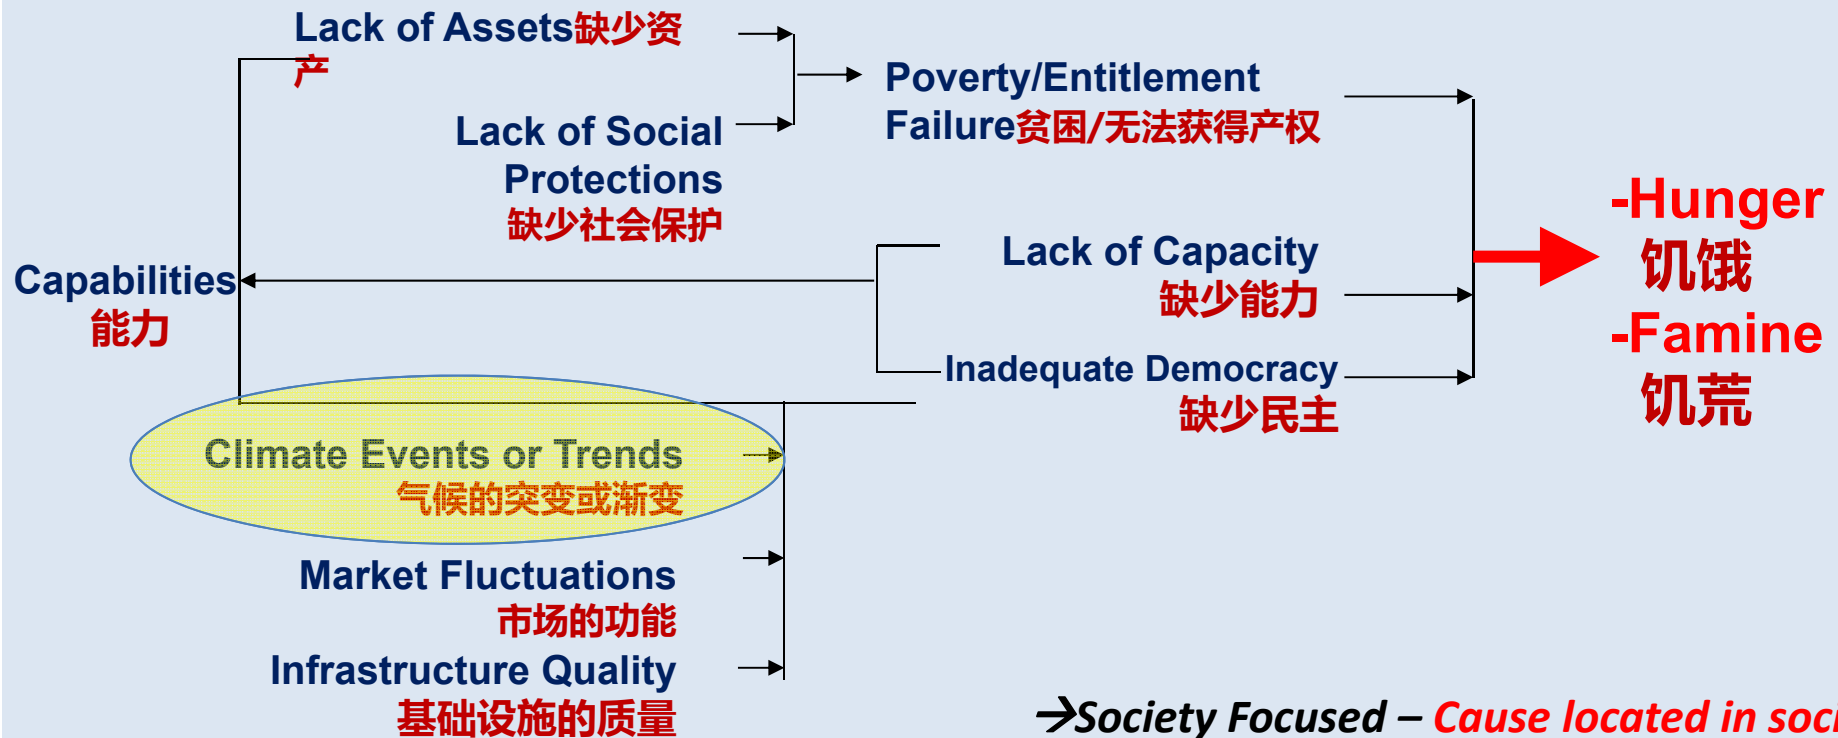 Lack of Assets缺少资
产
Poverty/Entitlement
Failure贫困/无法获得产权
Lack of Social
Protections
缺少社会保护
-Hunger
饥饿
-Famine
饥荒
Lack of Capacity
缺少能力
Capabilities
能力
Inadequate Democracy
缺少民主
Climate Events or Trends
气候的突变或渐变
Market Fluctuations
市场的功能
Infrastructure Quality
基础设施的质量
→Society Focused – Cause located in soci